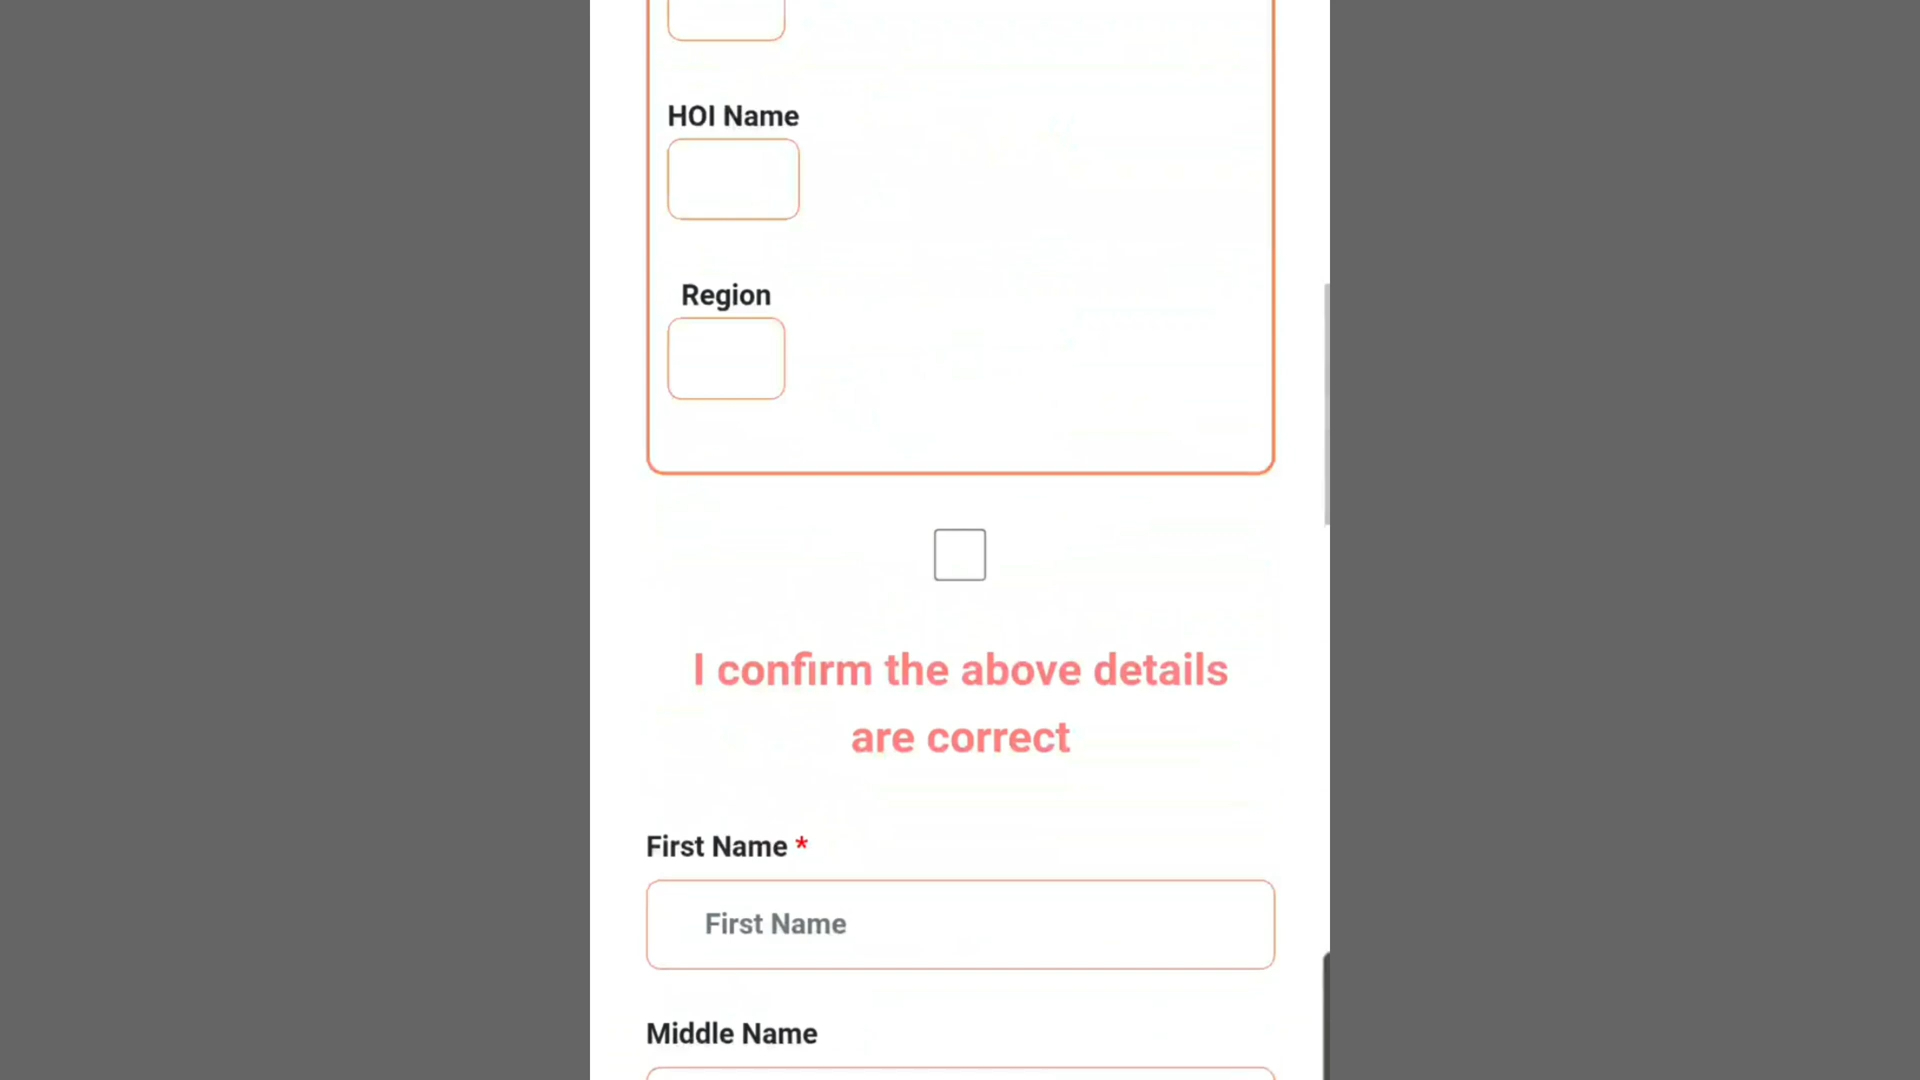 HOI Name
Region
I confirm the above details
are correct
First Name *
First Name
Middle Name